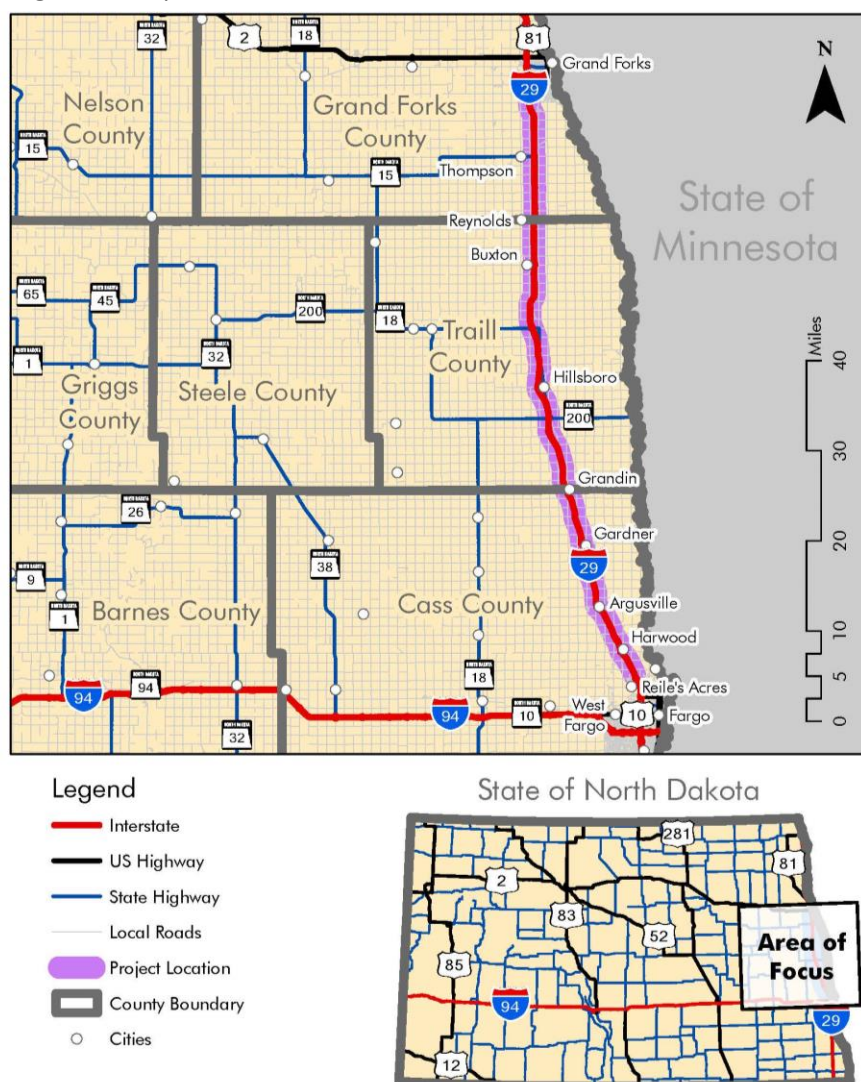 32
2
18
81
Grand Forks
N
29
Nelson
County
Grand Forks
County
15
Thompson
15
State of
Minnesota
Reynolds
Buxton
65
45
200
18
Traill
County
Miles
1
32
40
Griggs
County
Steele County
Hillsboro
200
30
Grandin
26
Gardner
20
38
29
9
Barnes County
Cass County
Argusville
1
10
Harwood
18
5
94
94
Reile's Acres
94
10
West
Fargo
10
Fargo
0
32
Legend
Interstate
US Highway
State Highway
Local Roads
Project Location
County Boundary
Cities
State of North Dakota
281
81
2
83
52
85
Area of
Focus
94
29
12